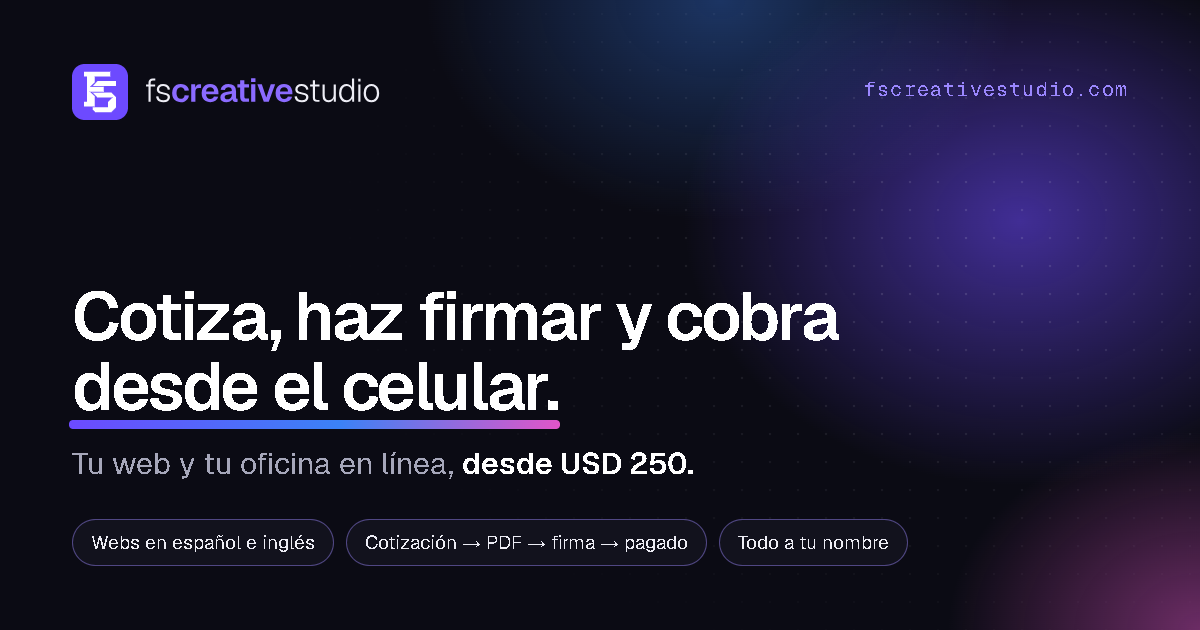 fscreativestudio
fscreativestudio.com
Cotiza, haz firmar y cobra
desde el celular.
Tu web y tu oficina en línea, desde USD 250.
Webs en español e inglés
Cotización → PDF → firma → pagado
Todo a tu nombre